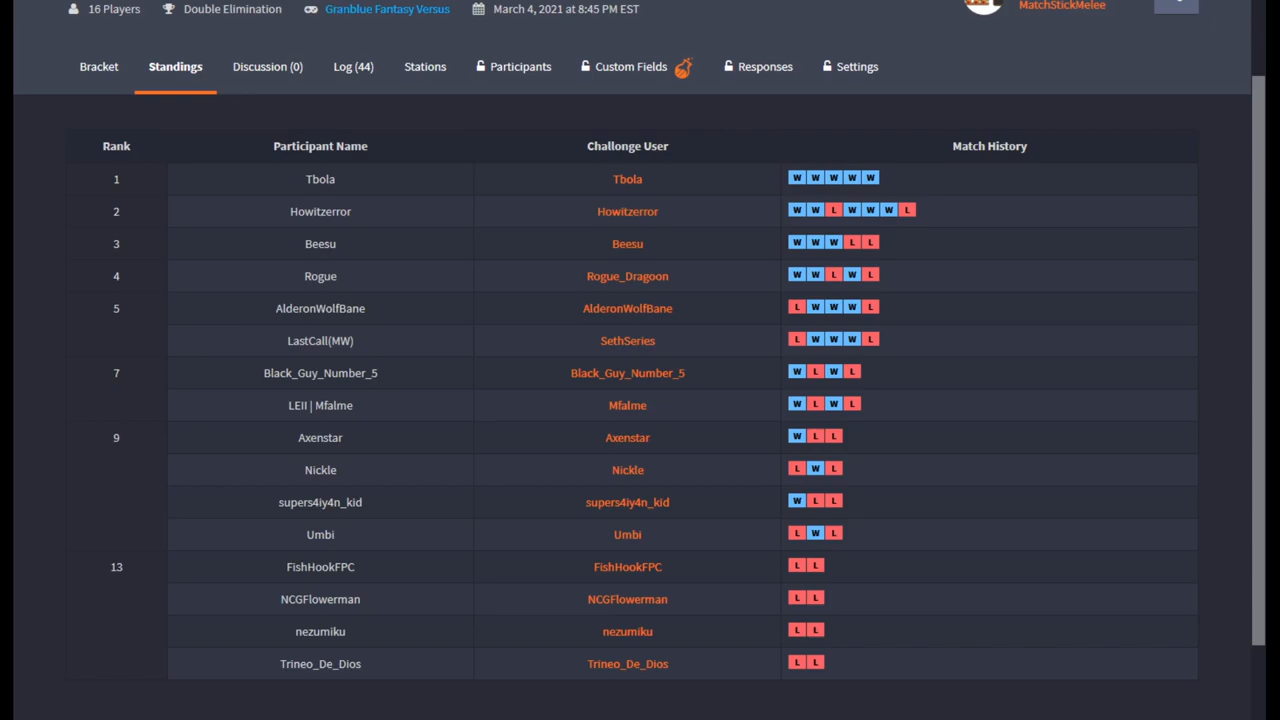 16 Players Double Elimination Granblue Fantasy Versus March 4, 2021 at 8:45 PM EST MatchStickMelee
Bracket Standings Discussion (0) Log (44) Stations Participants Custom Fields Responses Settings
Rank Participant Name Challonge User Match History
1 Tbola Tbola W W W W W
2 Howitzerror Howitzerror W W L W W W L
3 Beesu Beesu W W W L L
4 Rogue Rogue_Dragoon W W L W L
5 AlderonWolfBane AlderonWolfBane L W W W L
LastCall(MW) SethSeries L W W W L
7 Black_Guy_Number_5 Black_Guy_Number_5 W L W L
LEII | Mfalme Mfalme W L W L
9 Axenstar Axenstar W L L
Nickle Nickle L W L
supers4iy4n_kid supers4iy4n_kid W L L
Umbi Umbi L W L
13 FishHookFPC FishHookFPC L L
NCGFlowerman NCGFlowerman L L
nezumiku nezumiku L L
Trineo_De_Dios Trineo_De_Dios L L